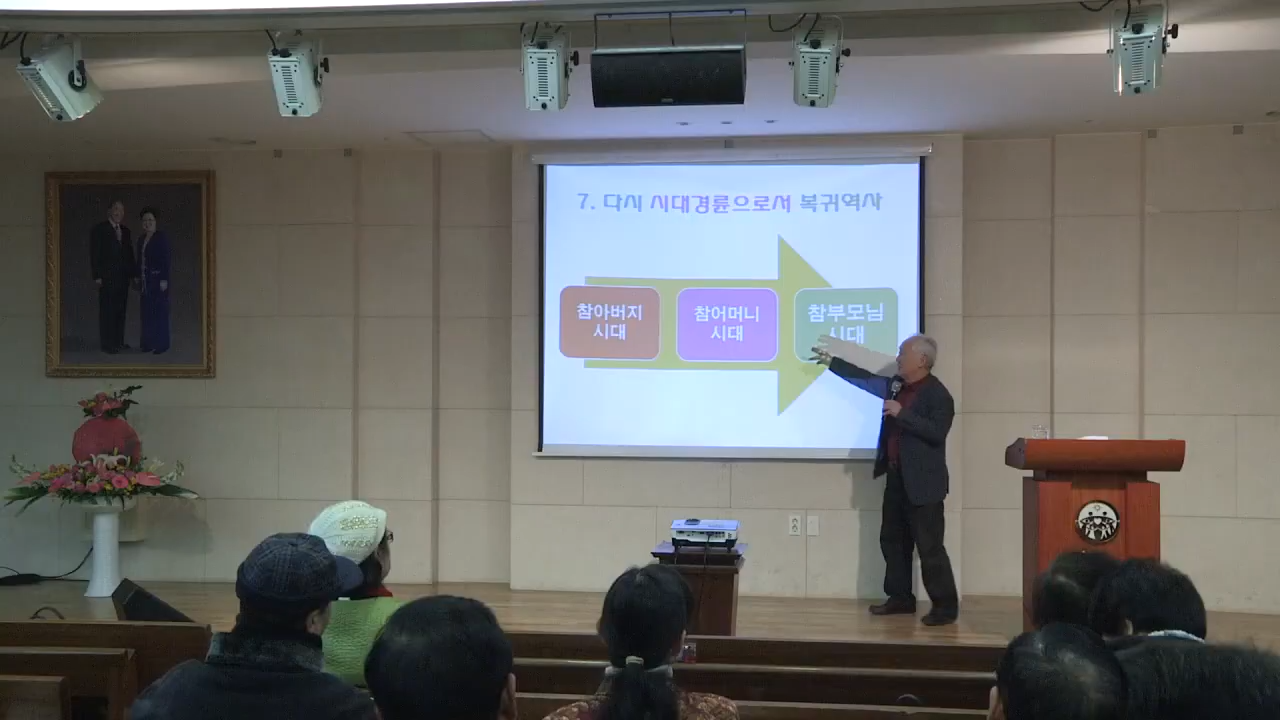 7. 다시 시대경륜으로서 복귀역사
참아버지
시대
참어머니
시대
참부모님
시대